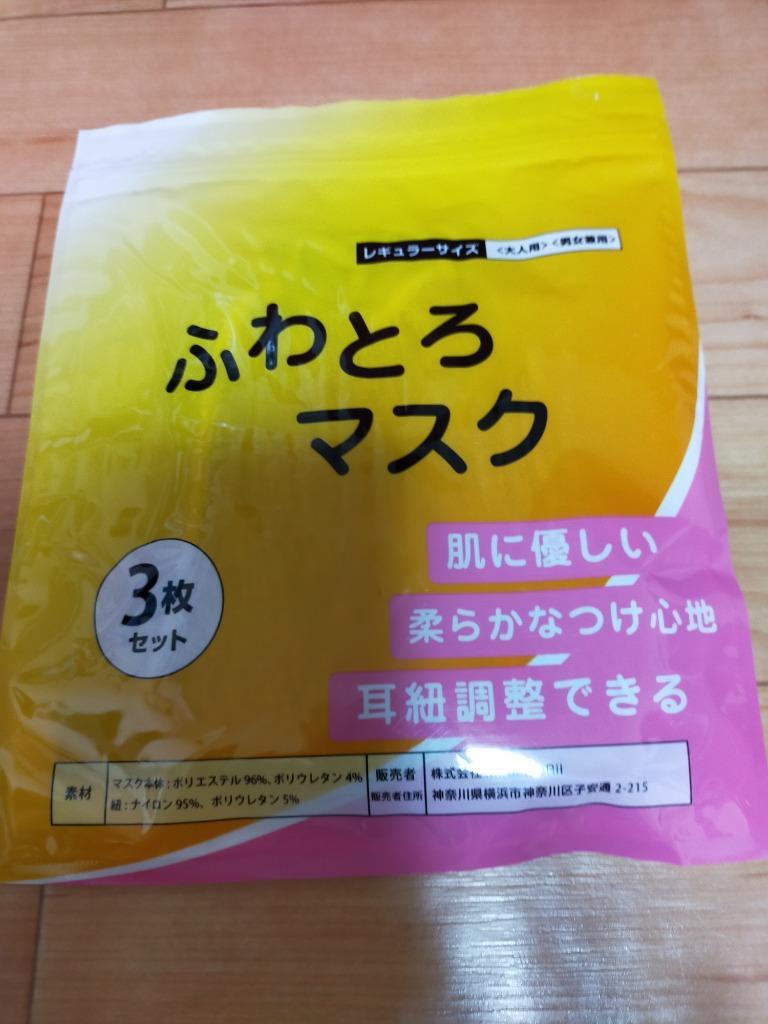 レギュラーサイズ <大人用> <男女兼用>
ふわとろ
マスク
3枚
セット
肌に優しい
柔らかなつけ心地
耳紐調整できる
素材
マスク本体:ポリエステル 96%、ポリウレタン 4%
紐:ナイロン 95%、ポリウレタン 5%
販売者
株式会社
販売者住所
神奈川県横浜市神奈川区子安通 2-215